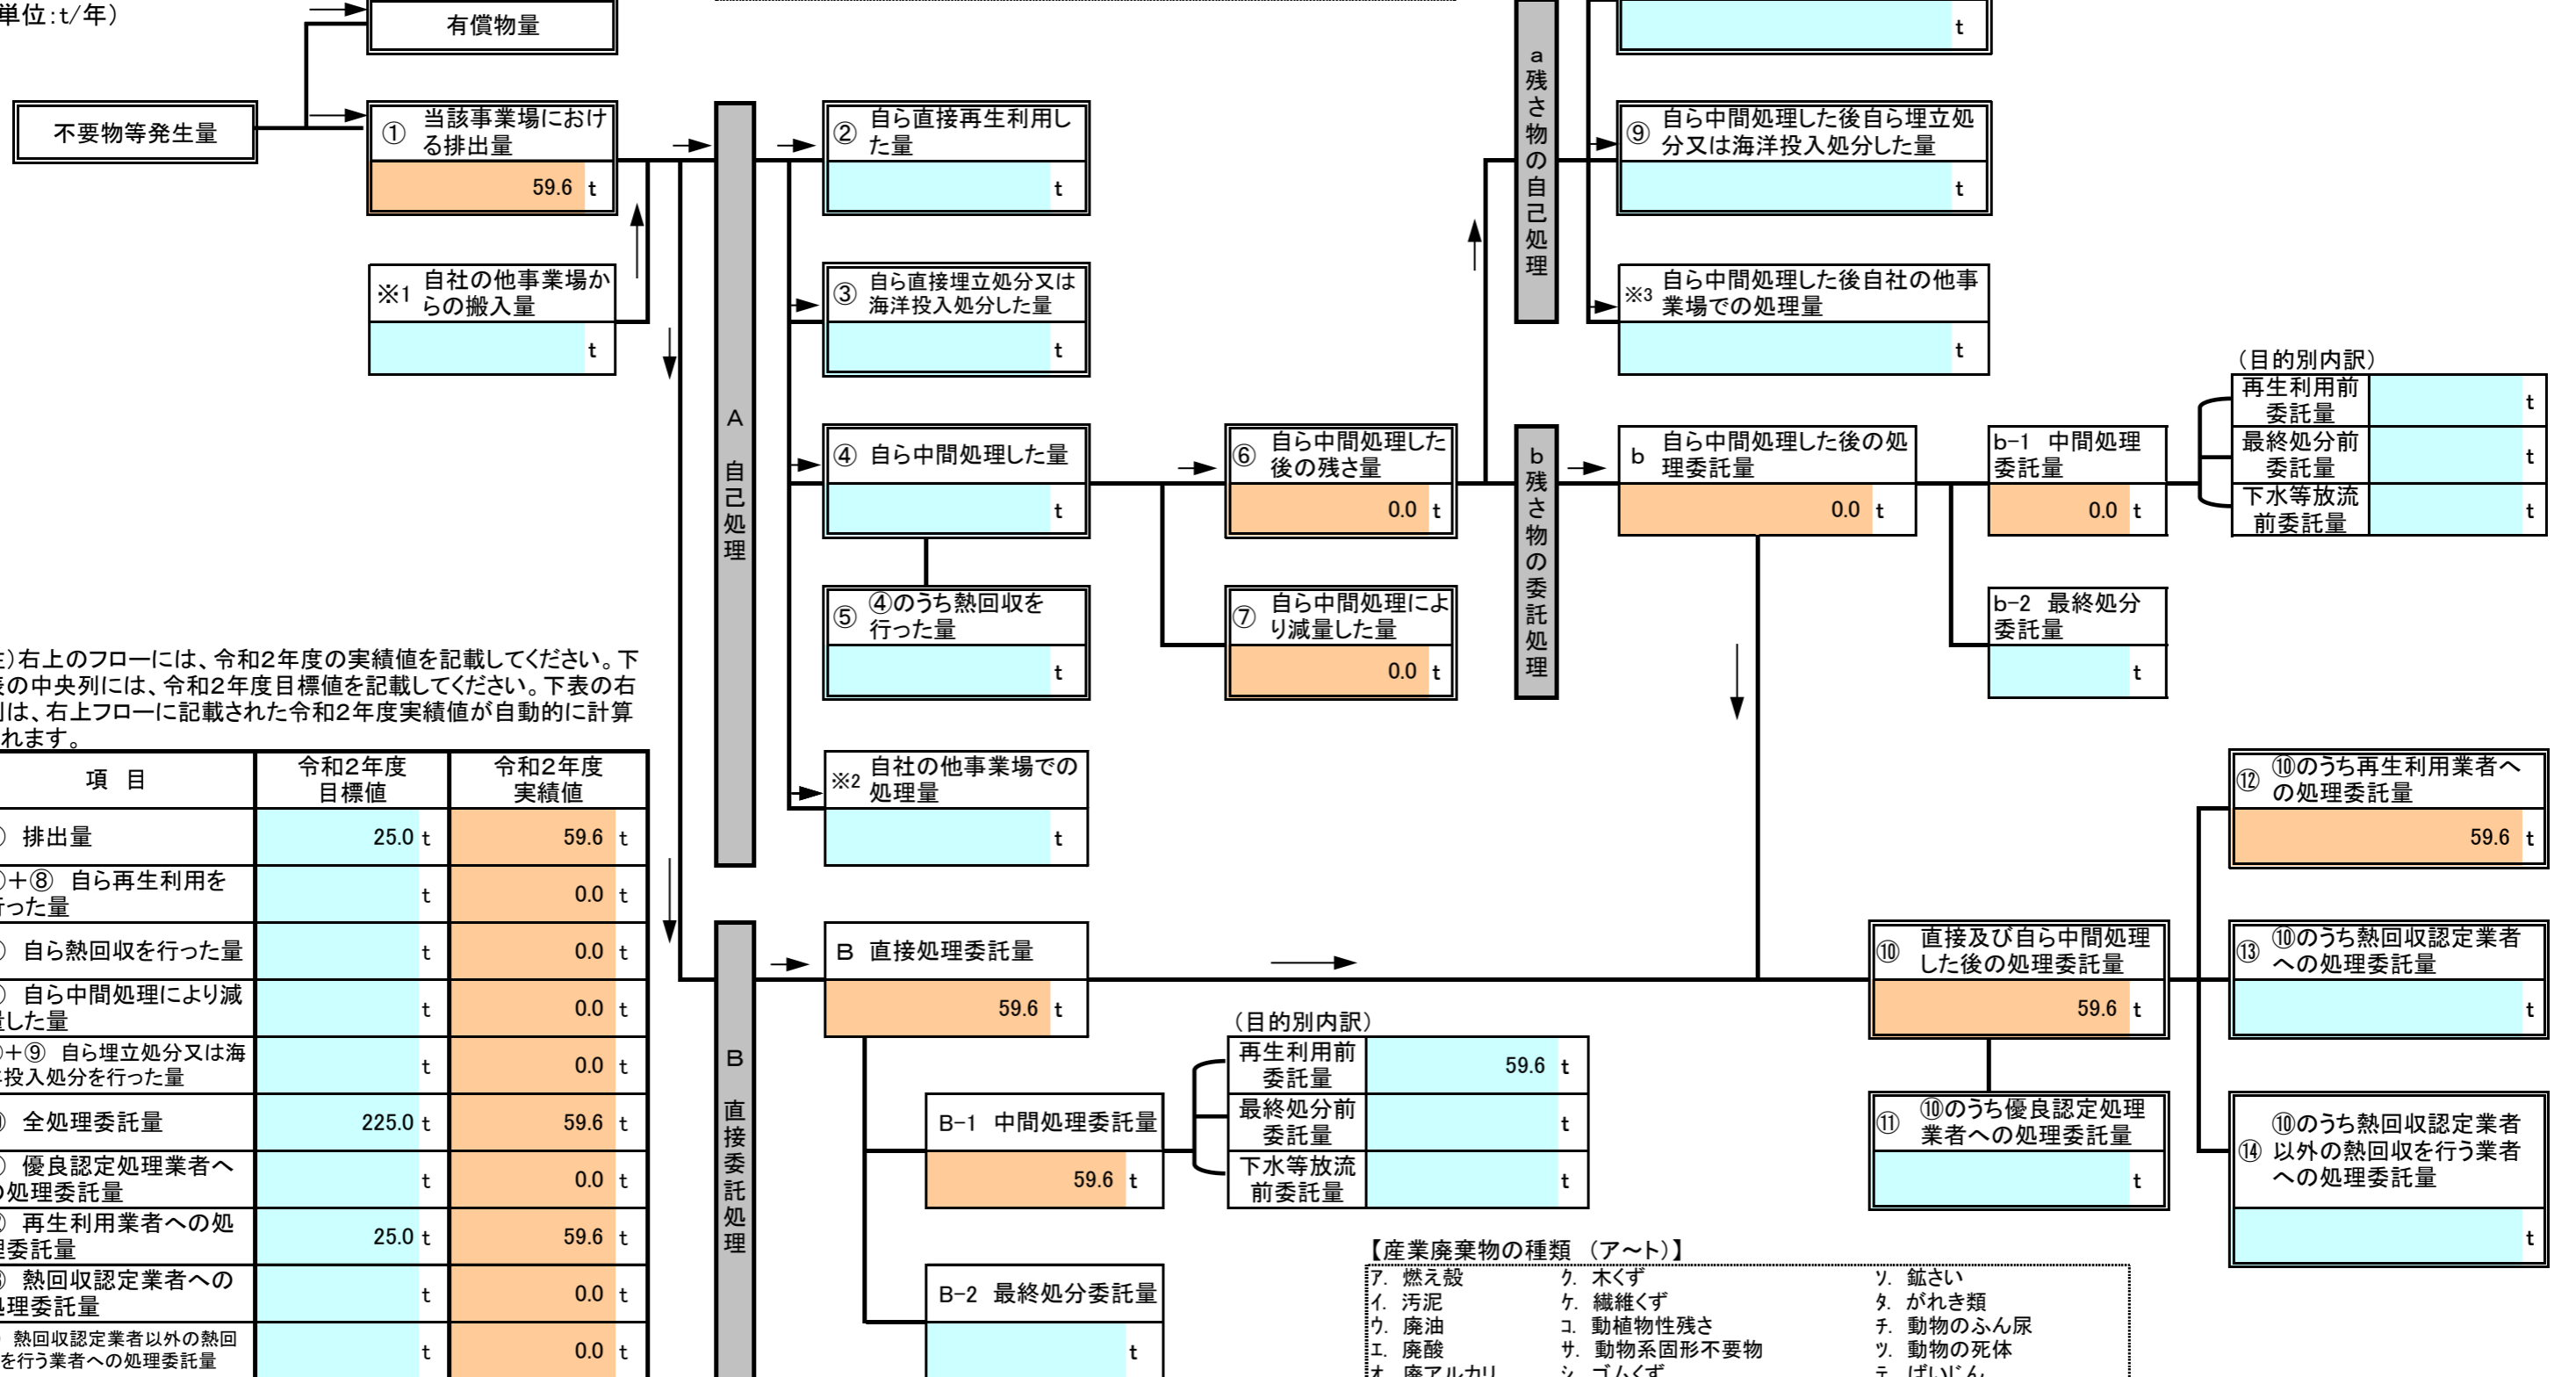 単位:t/年)
有償物量
不要物等発生量
① 当該事業場におけ
る排出量
59.6 t
※1 自社の他事業場か
らの搬入量
t
A 自己処理
② 自ら直接再生利用し
た量
t
③ 自ら直接埋立処分又は
海洋投入処分した量
t
④ 自ら中間処理した量
t
⑤ ④のうち熱回収を
行った量
t
※2 自社の他事業場での
処理量
t
⑥ 自ら中間処理した
後の残さ量
0.0 t
⑦ 自ら中間処理によ
り減量した量
0.0 t
a 残さ物の自己処理
t
⑨ 自ら中間処理した後自ら埋立処
分又は海洋投入処分した量
t
※3 自ら中間処理した後自社の他事
業場での処理量
t
b 残さ物の委託処理
b 自ら中間処理した後の処
理委託量
0.0 t
b-1 中間処理
委託量
0.0 t
b-2 最終処分
委託量
t
(目的別内訳)
再生利用前
委託量
t
最終処分前
委託量
t
下水等放流
前委託量
t
)右上のフローには、令和2年度の実績値を記載してください。下
表の中央列には、令和2年度目標値を記載してください。下表の右
列は、右上フローに記載された令和2年度実績値が自動的に計算
れます。
項 目
令和2年度
目標値
令和2年度
実績値
排出量
25.0 t
59.6 t
+⑧ 自ら再生利用を
行った量
t
0.0 t
自ら熱回収を行った量
t
0.0 t
自ら中間処理により減
量した量
t
0.0 t
+⑨ 自ら埋立処分又は海
洋投入処分を行った量
t
0.0 t
全処理委託量
225.0 t
59.6 t
優良認定処理業者へ
の処理委託量
t
0.0 t
再生利用業者への処
理委託量
25.0 t
59.6 t
熱回収認定業者への
処理委託量
t
0.0 t
熱回収認定業者以外の熱回
を行う業者への処理委託量
t
0.0 t
B 直接委託処理
B 直接処理委託量
59.6 t
B-1 中間処理委託量
59.6 t
B-2 最終処分委託量
t
(目的別内訳)
再生利用前
委託量
59.6 t
最終処分前
委託量
t
下水等放流
前委託量
t
⑩ 直接及び自ら中間処理
した後の処理委託量
59.6 t
⑪ ⑩のうち優良認定処理
業者への処理委託量
t
⑫ ⑩のうち再生利用業者へ
の処理委託量
59.6 t
⑬ ⑩のうち熱回収認定業者
への処理委託量
t
⑭ ⑩のうち熱回収認定業者
以外の熱回収を行う業者
への処理委託量
t
【産業廃棄物の種類 (ア~ト)】
ア. 燃え殻 ク. 木くず ソ. 鉱さい
イ. 汚泥 ケ. 繊維くず タ. がれき類
ウ. 廃油 コ. 動植物性残さ チ. 動物のふん尿
エ. 廃酸 サ. 動物系固形不要物 ツ. 動物の死体
オ. 廃アルカリ シ. ゴムくず テ. ばいじん